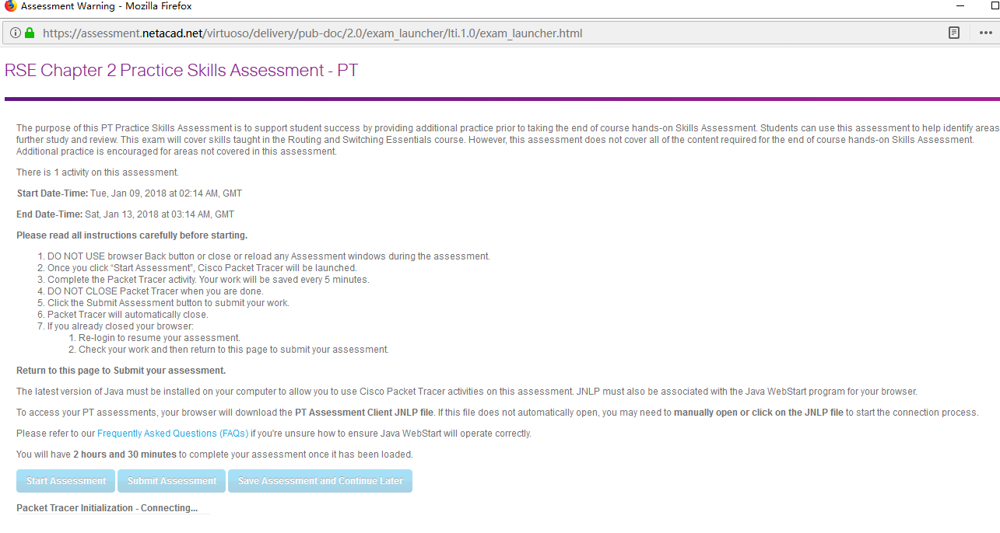 Assessment Warning - Mozilla Firefox
https://assessment.netacad.net/virtuoso/delivery/pub-doc/2.0/exam_launcher/lti.1.0/exam_launcher.html
RSE Chapter 2 Practice Skills Assessment - PT
The purpose of this PT Practice Skills Assessment is to support student success by providing additional practice prior to taking the end of course hands-on Skills Assessment. Students can use this assessment to help identify areas
further study and review. This exam will cover skills taught in the Routing and Switching Essentials course. However, this assessment does not cover all of the content required for the end of course hands-on Skills Assessment.
Additional practice is encouraged for areas not covered in this assessment.
There is 1 activity on this assessment.
Start Date-Time: Tue, Jan 09, 2018 at 02:14 AM, GMT
End Date-Time: Sat, Jan 13, 2018 at 03:14 AM, GMT
Please read all instructions carefully before starting.
1. DO NOT USE browser Back button or close or reload any Assessment windows during the assessment.
2. Once you click “Start Assessment”, Cisco Packet Tracer will be launched.
3. Complete the Packet Tracer activity. Your work will be saved every 5 minutes.
4. DO NOT CLOSE Packet Tracer when you are done.
5. Click the Submit Assessment button to submit your work.
6. Packet Tracer will automatically close.
7. If you already closed your browser:
1. Re-login to resume your assessment.
2. Check your work and then return to this page to submit your assessment.
Return to this page to Submit your assessment.
The latest version of Java must be installed on your computer to allow you to use Cisco Packet Tracer activities on this assessment. JNLP must also be associated with the Java WebStart program for your browser.
To access your PT assessments, your browser will download the PT Assessment Client JNLP file. If this file does not automatically open, you may need to manually open or click on the JNLP file to start the connection process.
Please refer to our Frequently Asked Questions (FAQs) if you're unsure how to ensure Java WebStart will operate correctly.
You will have 2 hours and 30 minutes to complete your assessment once it has been loaded.
Start Assessment Submit Assessment Save Assessment and Continue Later
Packet Tracer Initialization - Connecting...